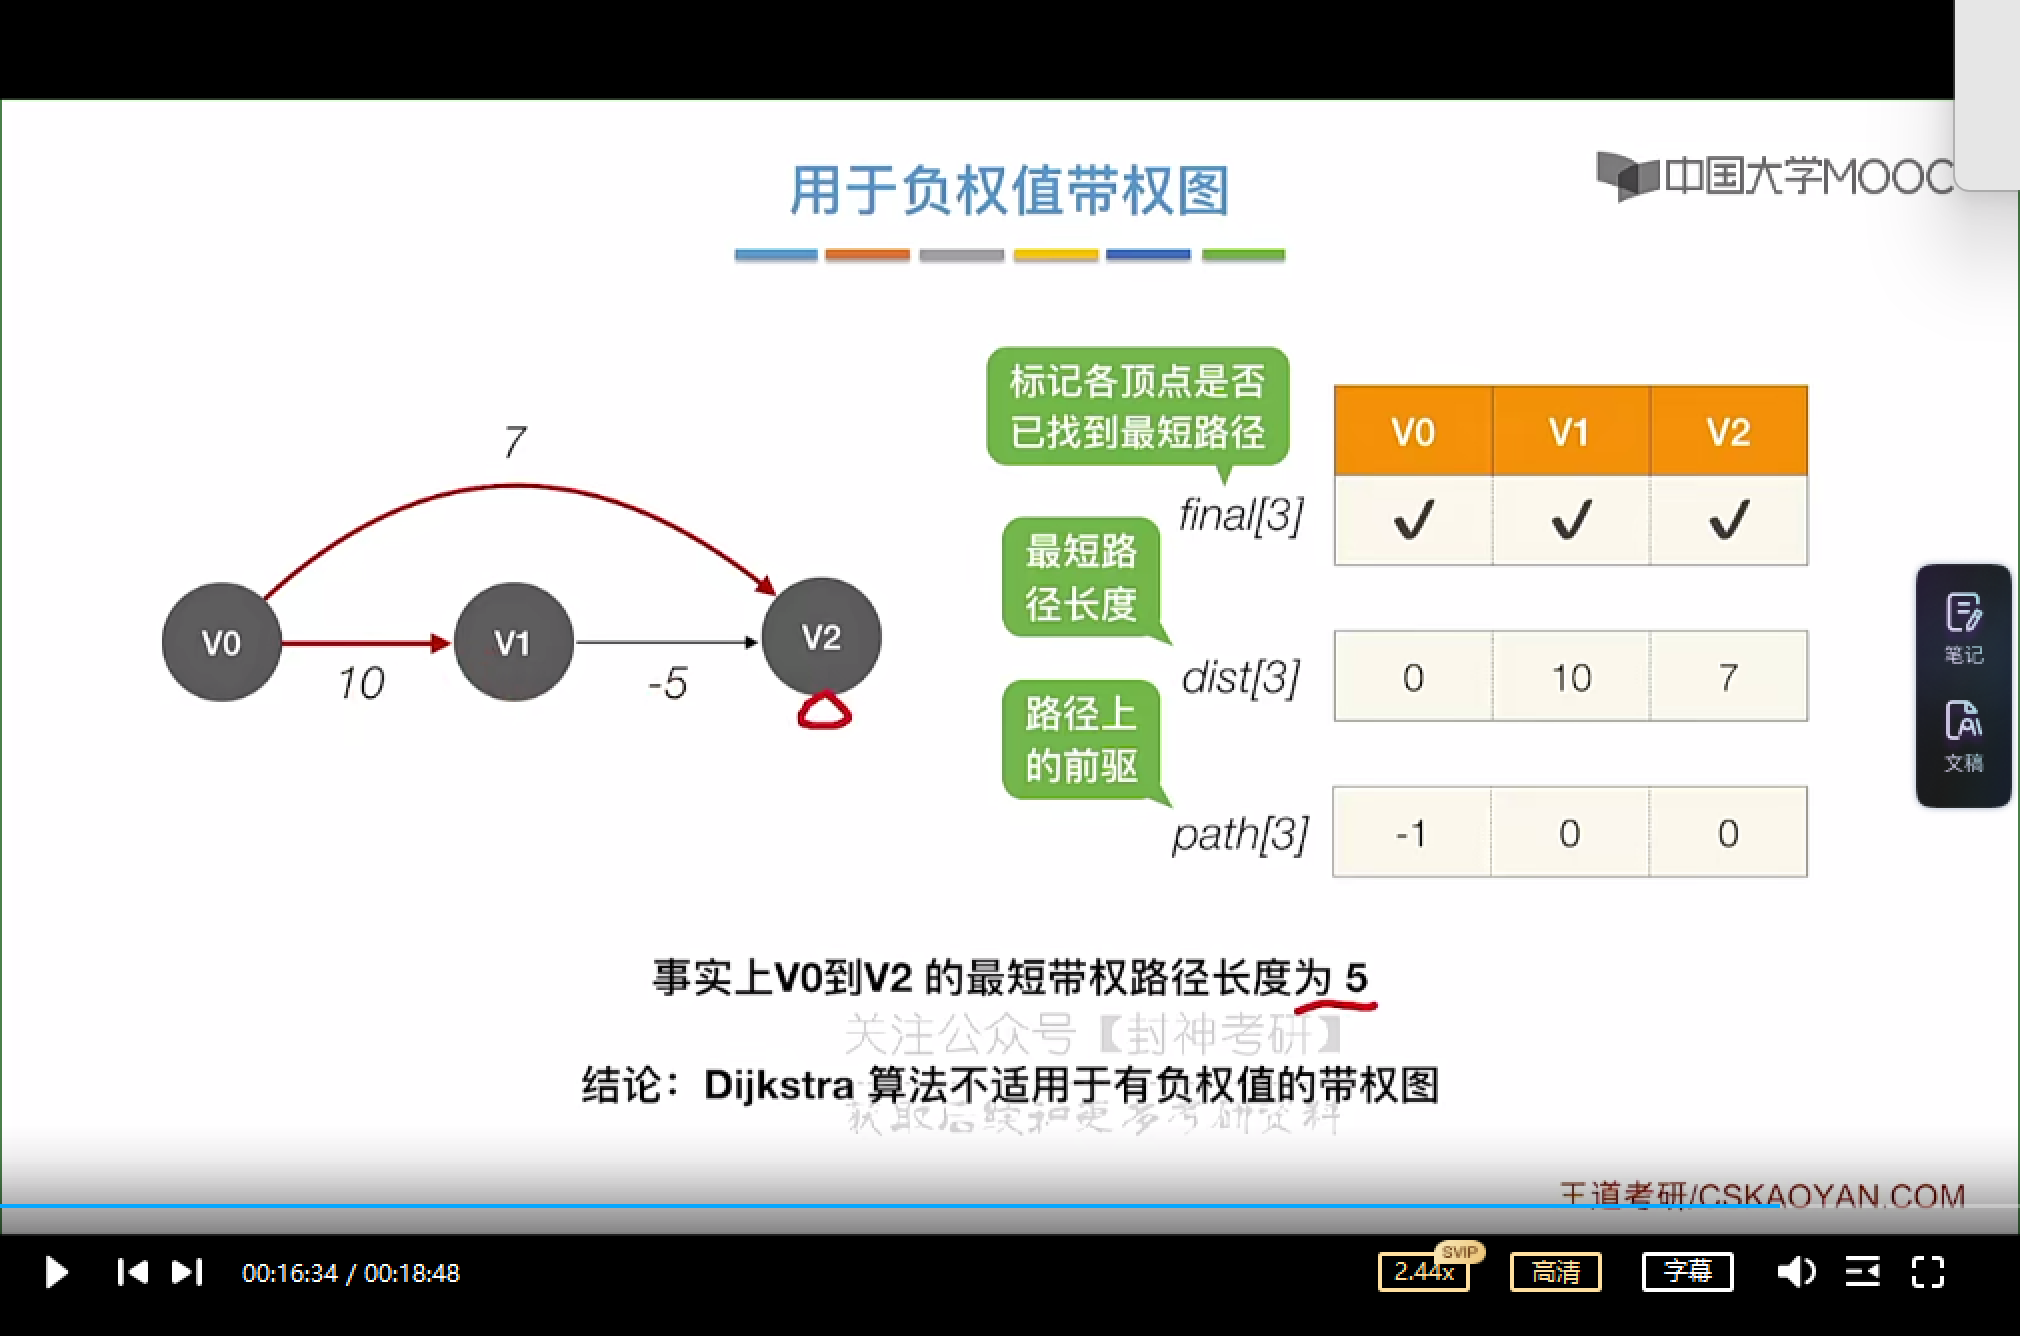 用于负权值带权图
中国大学MOOC
标记各顶点是否
已找到最短路径
V0 V1 V2
final[3] ✓ ✓ ✓
7
最短路
径长度
V0 V1 V2
10 -5
dist[3] 0 10 7
路径上
的前驱
path[3] -1 0 0
笔记
文稿
事实上V0到V2 的最短带权路径长度为 5
关注公众号【封神考研】
结论：Dijkstra 算法不适用于有负权值的带权图
获取后续和更多考研资料
王道考研/CSKAOYAN.COM
00:16:34 / 00:18:48
2.44x
SVIP
高清
字幕